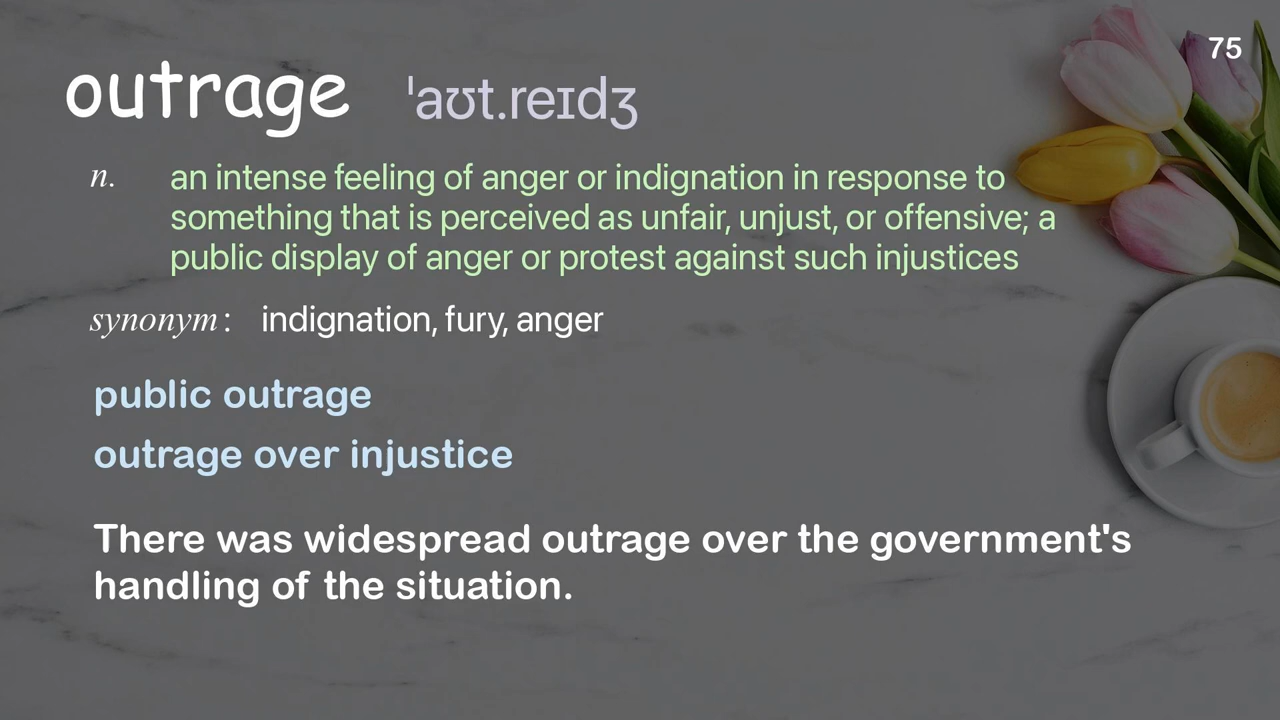 75
outrage ˈaʊt.reɪdʒ
n. an intense feeling of anger or indignation in response to
something that is perceived as unfair, unjust, or offensive; a
public display of anger or protest against such injustices
synonym: indignation, fury, anger
public outrage
outrage over injustice
There was widespread outrage over the government's
handling of the situation.